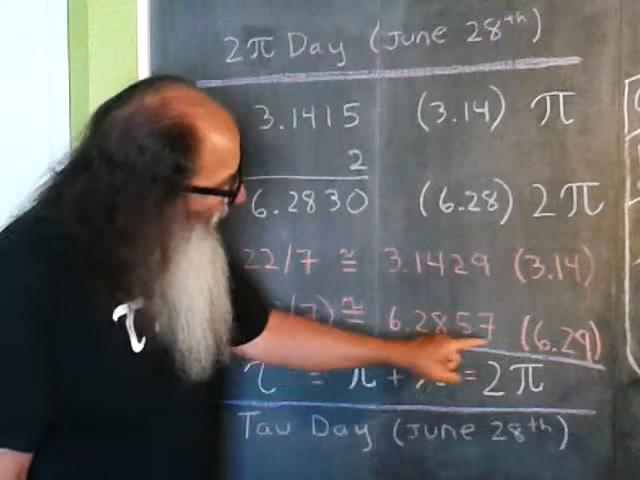 2π Day (June 28th)
3.1415 (3.14) π
2
6.2830 (6.28) 2π
22/7 ≅ 3.1429 (3.14)
/7) ≅ 6.2857 (6.29)
τ = π + = 2π
Tau Day (June 28th)
τ